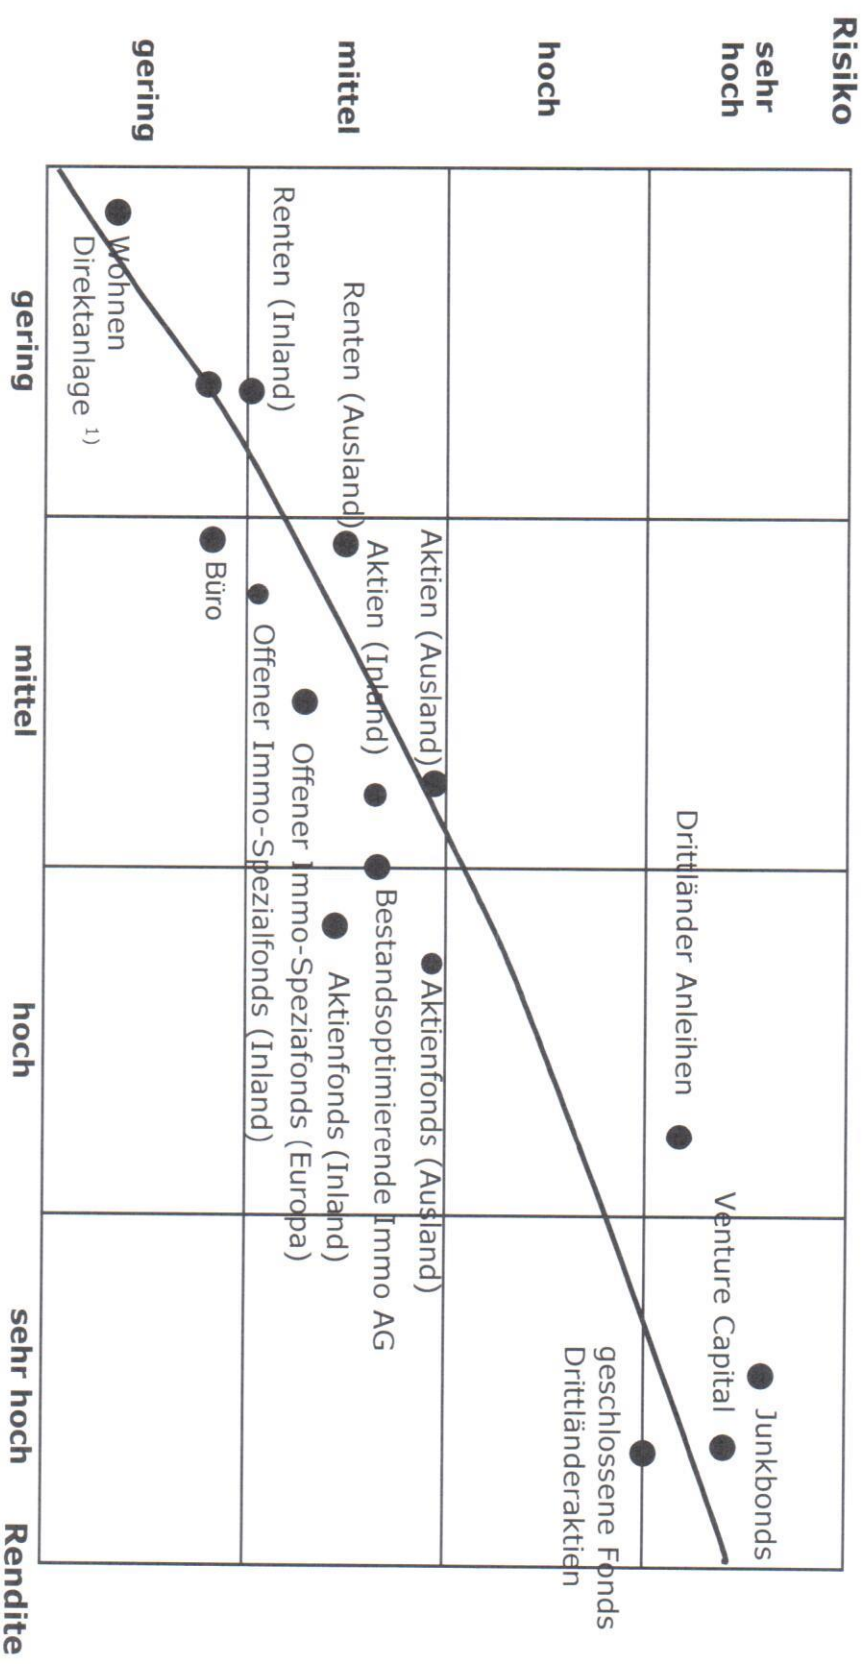 Risiko
sehr
hoch
hoch
mittel
gering
Junkbonds
Venture Capital
Drittländer Anleihen
geschlossene Fonds
Drittländeraktien
Aktien (Ausland)
Aktienfonds (Ausland)
Aktien (Inland)
Bestandsoptimierende Immo AG
Renten (Ausland)
Aktienfonds (Inland)
Offener Immo-Speziafonds (Europa)
Renten (Inland)
Offener Immo-Spezialfonds (Inland)
Büro
Wohnen
Direktanlage 1)
gering
mittel
hoch
sehr hoch
Rendite